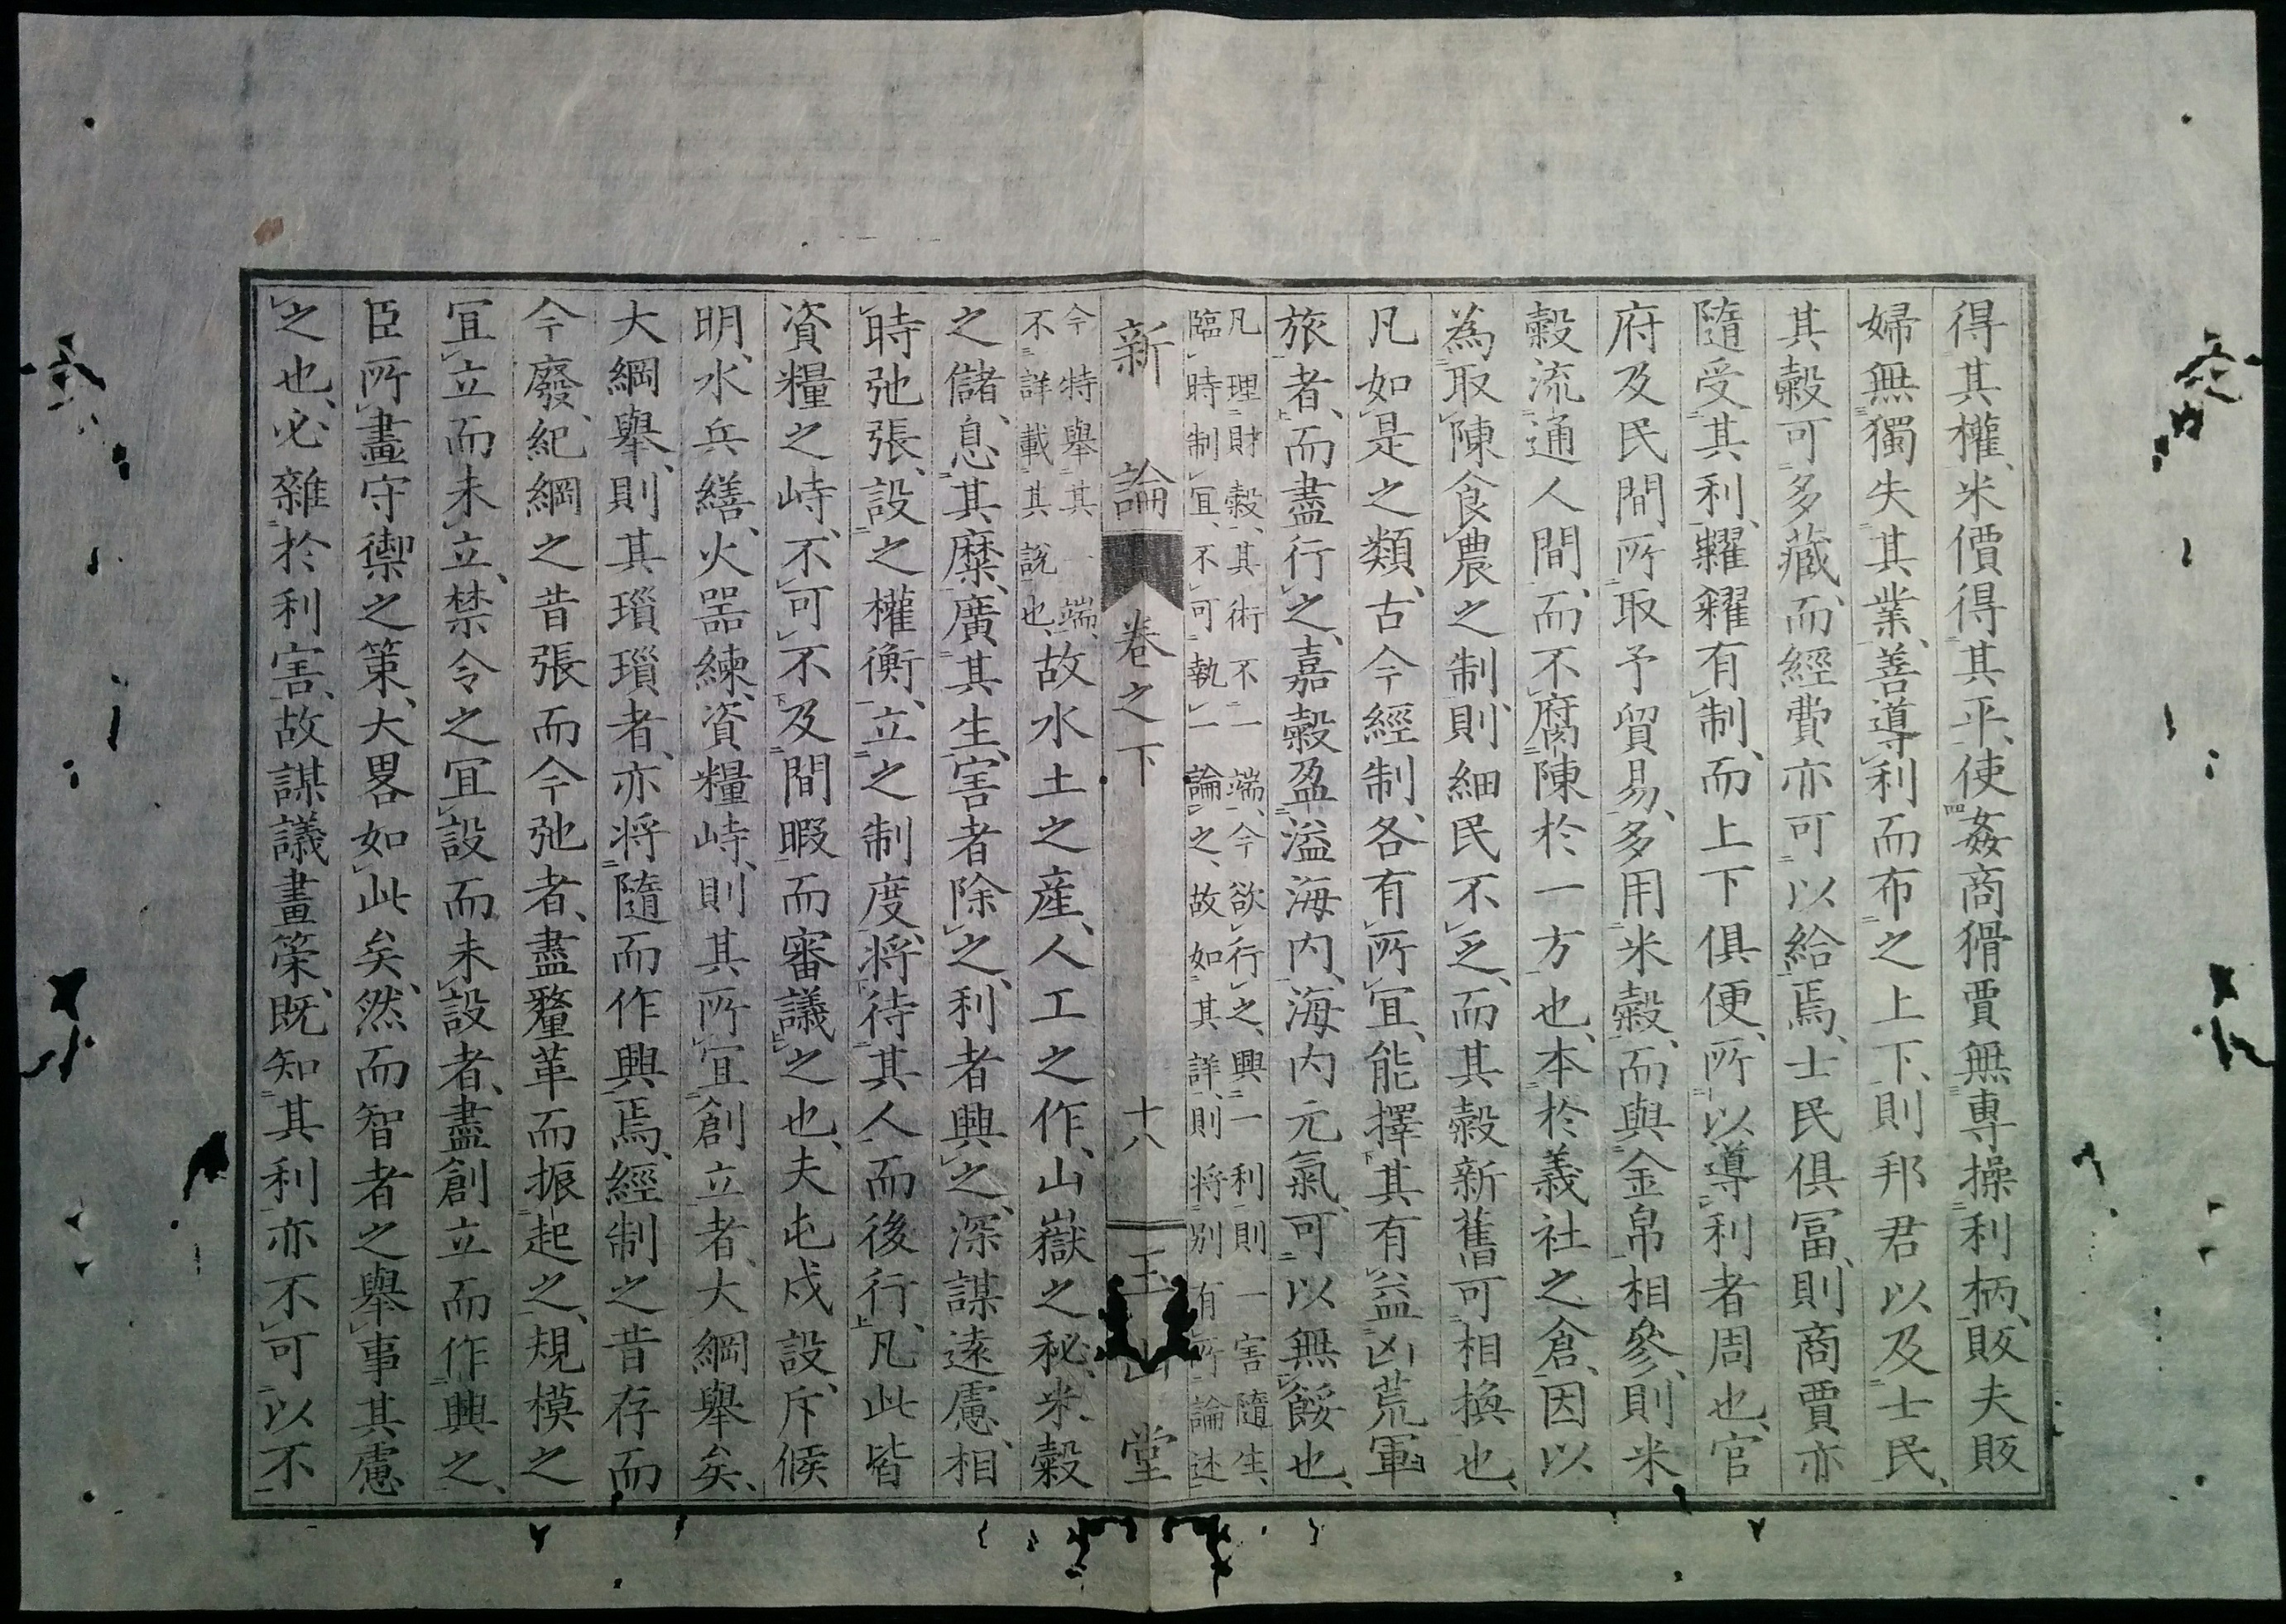 得其權、米價得其平、使姦商猾賈無專操利柄、販夫販
婦無獨失其業、善導利而布之上下、則邦君以及士民、
其穀可多藏、而經費亦可以給焉、士民俱冨、則商賈亦
隨受其利、糶糴有制、而上下俱便、所以導利者周也、官
府及民間所取予貿易、多用米穀、而與金帛相參、則米
穀流通人間、而不腐陳於一方也、本於義社之倉、因以
為取陳食農之制、則細民不乏、而其穀新舊可相換也、
凡如是之類、古今經制、各有所宜、能擇其有益凶荒軍
旅者、而盡行之、嘉穀盈溢海内、海内元氣、可以無餒也、
凡理財穀、其術不一端、今欲行之、興一利則一害隨生、
臨時制宜、不可執一論之、故如其詳、則將別有所論述
新論
卷之下
十八
玉山堂
今特舉其一端、
不詳載其説也、
故水土之產、人工之作、山嶽之秘、米穀
之儲、息其糜、廣其生、害者除之、利者興之、深謀遠慮、相
時弛張、設之權衡、立之制度、將待其人而後行、凡此皆
資糧之峙、不可不及間暇而審議之也、夫屯戍設、斥候
明、水兵繕、火器練、資糧峙、則其所宜創立者、大綱舉矣、
大綱舉、則其瑣瑣者、亦将隨而作興焉、經制之昔存而
今廢、紀綱之昔張而今弛者、盡釐革而振起之、規模之
宜立而未立、禁令之宜設而未設者、盡創立而作興之、
臣所畫守禦之策、大畧如此矣、然而智者之舉事其慮
之也、必雜於利害、故謀議畫策、既知其利亦不可以不